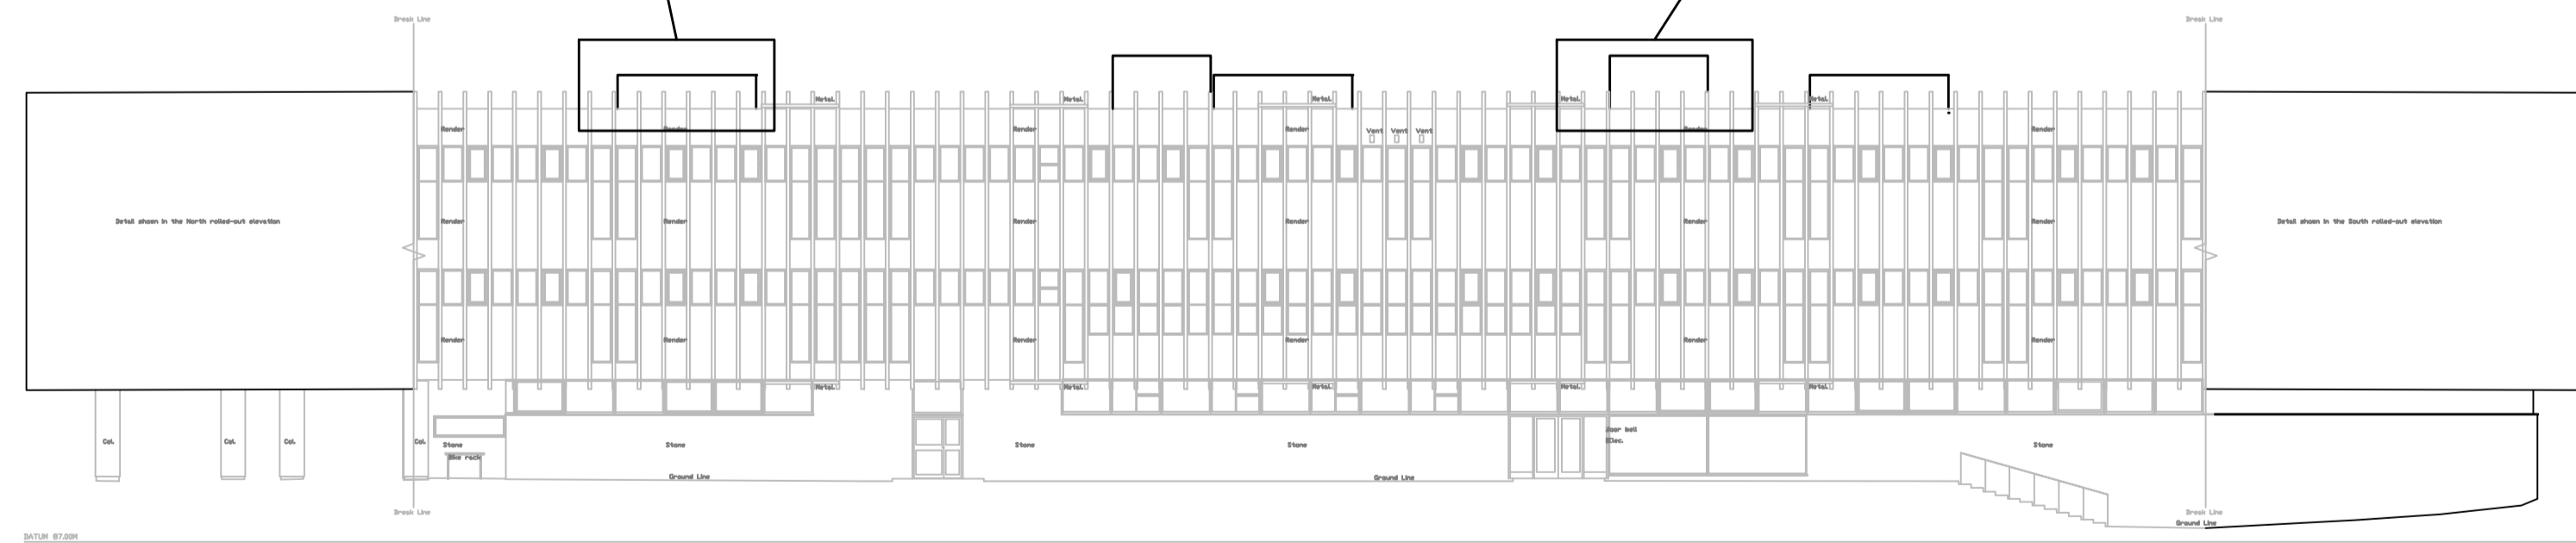 Break Line
Break Line
Metal.
Metal.
Metal.
Metal.
Metal.
Render
Render
Render
Render
Render
Render
Vent
Vent
Vent
Detail shown in the North rolled-out elevation
Render
Render
Render
Render
Render
Render
Detail shown in the South rolled-out elevation
Render
Render
Render
Render
Render
Render
Metal.
Metal.
Metal.
Metal.
Metal.
Col.
Col.
Col.
Col.
Stone
Stone
Stone
Stone
Door bell
Elec.
Stone
Bike rack
Ground Line
Ground Line
Break Line
Break Line
Ground Line
DATUM 87.00M